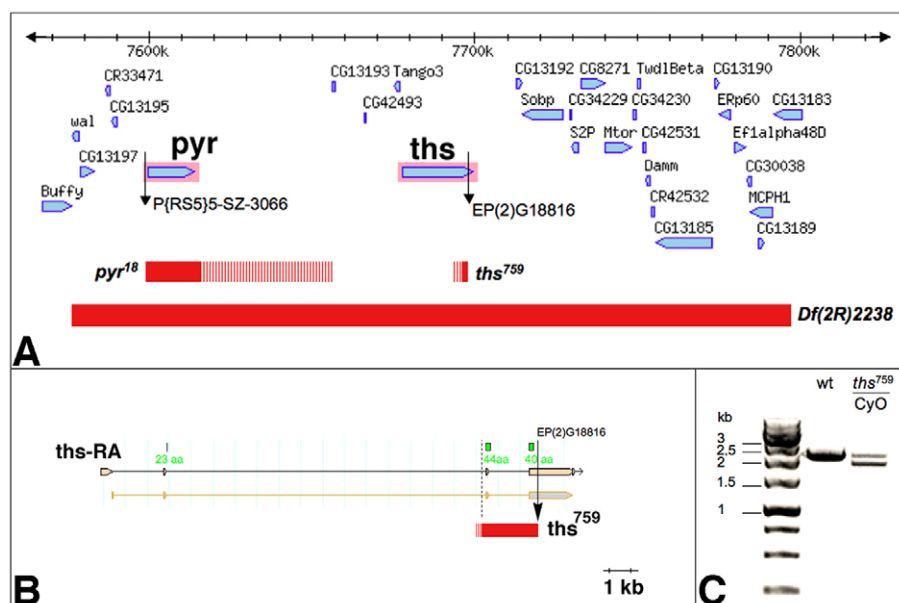 7600k 7700k 7800k
CR33471 CG13193 Tango3 CG13192 CG8271 TwdlBeta CG13190
CG13195 CG42493 Sobp CG34229 CG34230 ERp60 CG13183
wal pyr ths S2P Mtor CG42531 Ef1alpha48D
CG13197 Damm CG30038
Buffy P{RS5}5-SZ-3066 EP(2)G18816 CR42532 MCPH1
CG13185 CG13189
pyr18 ths759
Df(2R)2238
A
EP(2)G18816
ths-RA
23 aa 44aa 40 aa
ths759
1 kb
B
wt ths759
CyO
kb
3
2.5
2
1.5
1
C